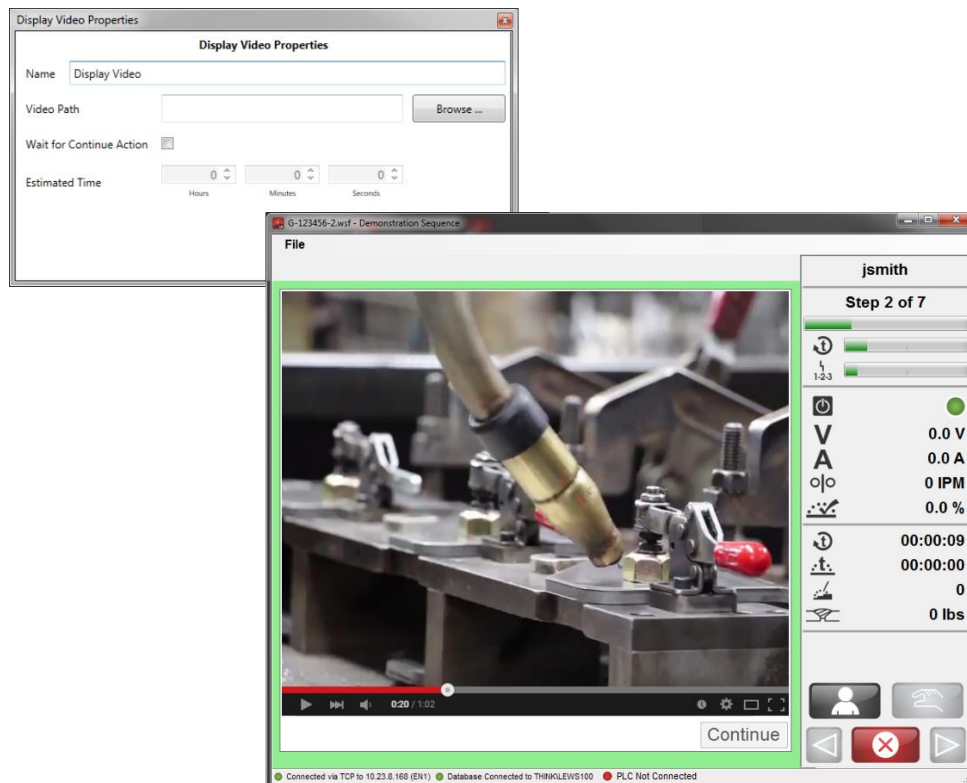 Display Video Properties
Display Video Properties
Name Display Video
Video Path Browse ...
Wait for Continue Action
Estimated Time 0 0 0
Hours Minutes Seconds
G-123456-2.wsf - Demonstration Sequence
File
jsmith
Step 2 of 7
t
1-2-3
V 0.0 V
A 0.0 A
0 IPM
0.0 %
t 00:00:09
.t. 00:00:00
0
0 lbs
0:20 / 1:02
Continue
Connected via TCP to 10.23.8.168 (EN1) Database Connected to THINK\LEWS100 PLC Not Connected